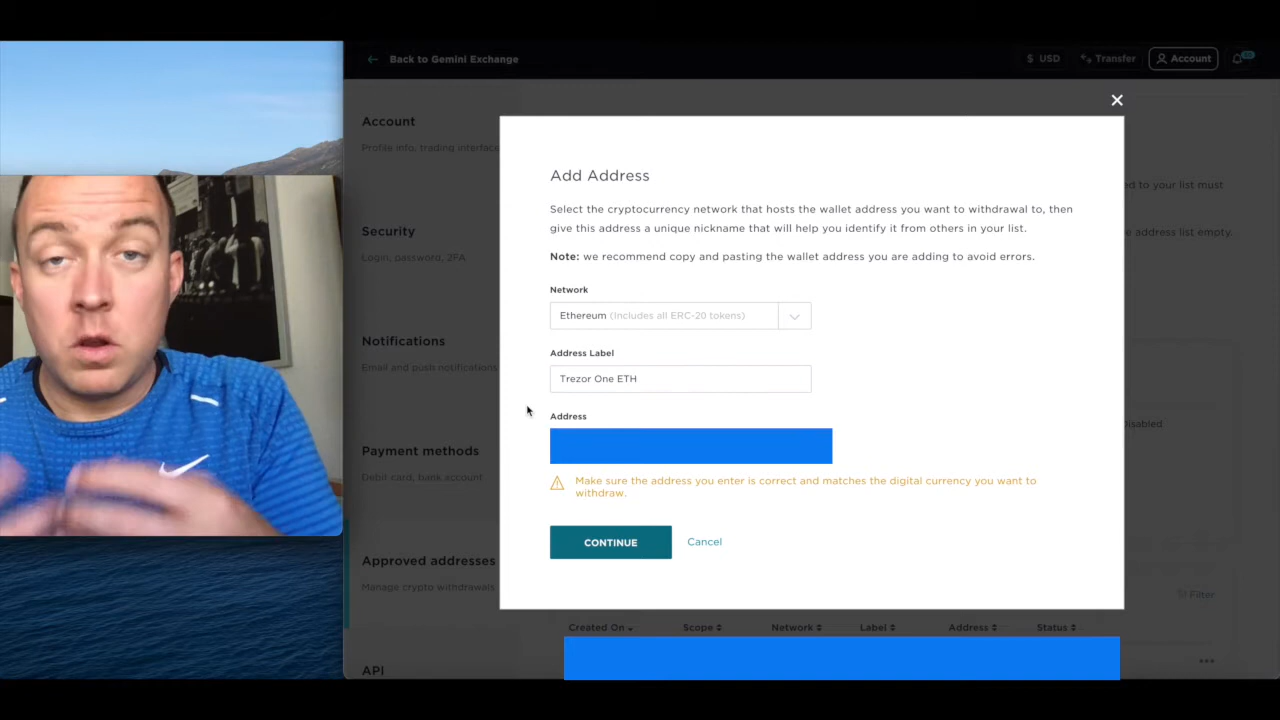 Back to Gemini Exchange
$ USD
Transfer
Account
Account
Profile info, trading interface
Security
Login, password, 2FA
Notifications
Email and push notifications
Payment methods
Debit card, bank account
Approved addresses
Manage crypto withdrawals
API
Add Address
Select the cryptocurrency network that hosts the wallet address you want to withdrawal to, then
give this address a unique nickname that will help you identify it from others in your list.
Note: we recommend copy and pasting the wallet address you are adding to avoid errors.
Network
Ethereum (Includes all ERC-20 tokens)
Address Label
Trezor One ETH
Address
Make sure the address you enter is correct and matches the digital currency you want to
withdraw.
CONTINUE
Cancel
ed to your list must
e address list empty.
Disabled
Filter
Created On
Scope
Network
Label
Address
Status